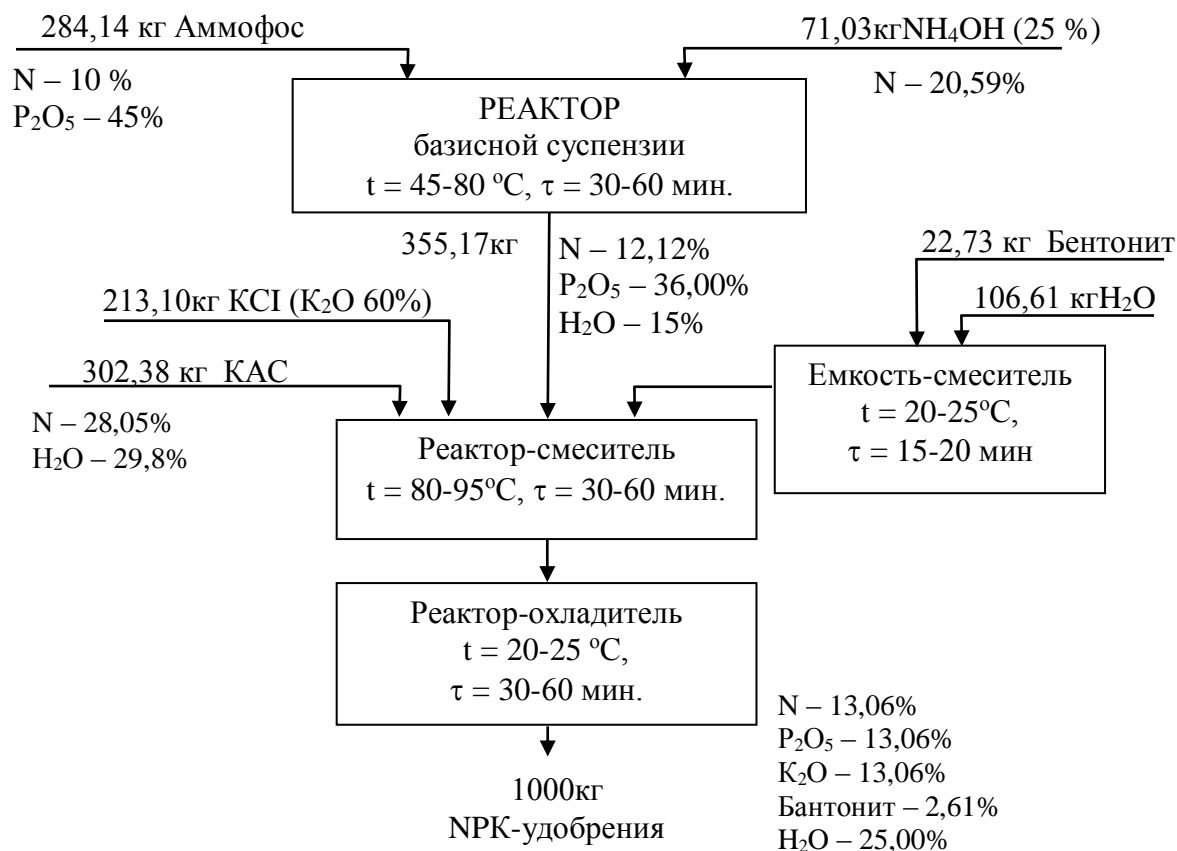 284,14 кг Аммофос
71,03кгNH₄OH (25 %)
N – 10 %
P₂O₅ – 45%
N – 20,59%
РЕАКТОР
базисной суспензии
t = 45-80 ºС, τ = 30-60 мин.
355,17кг
N – 12,12%
P₂O₅ – 36,00%
H₂O – 15%
22,73 кг Бентонит
106,61 кгH₂O
213,10кг KCI (K₂O 60%)
302,38 кг КАС
N – 28,05%
H₂O – 29,8%
Емкость-смеситель
t = 20-25ºС,
τ = 15-20 мин
Реактор-смеситель
t = 80-95ºС, τ = 30-60 мин.
Реактор-охладитель
t = 20-25 ºС,
τ = 30-60 мин.
N – 13,06%
P₂O₅ – 13,06%
K₂O – 13,06%
Бантонит – 2,61%
H₂O – 25,00%
1000кг
NPК-удобрения